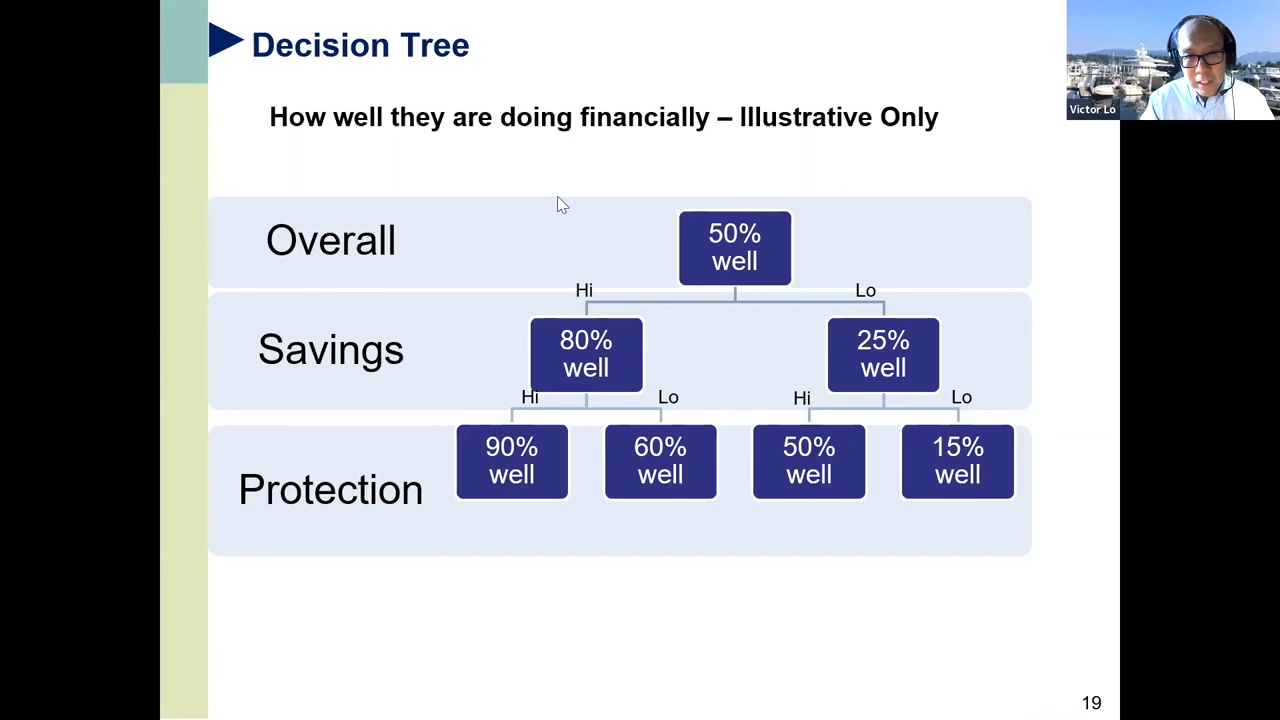 Decision Tree
Victor Lo
How well they are doing financially – Illustrative Only
Overall
50%
well
Hi
Lo
Savings
80%
well
25%
well
Hi
Lo
Hi
Lo
Protection
90%
well
60%
well
50%
well
15%
well
19